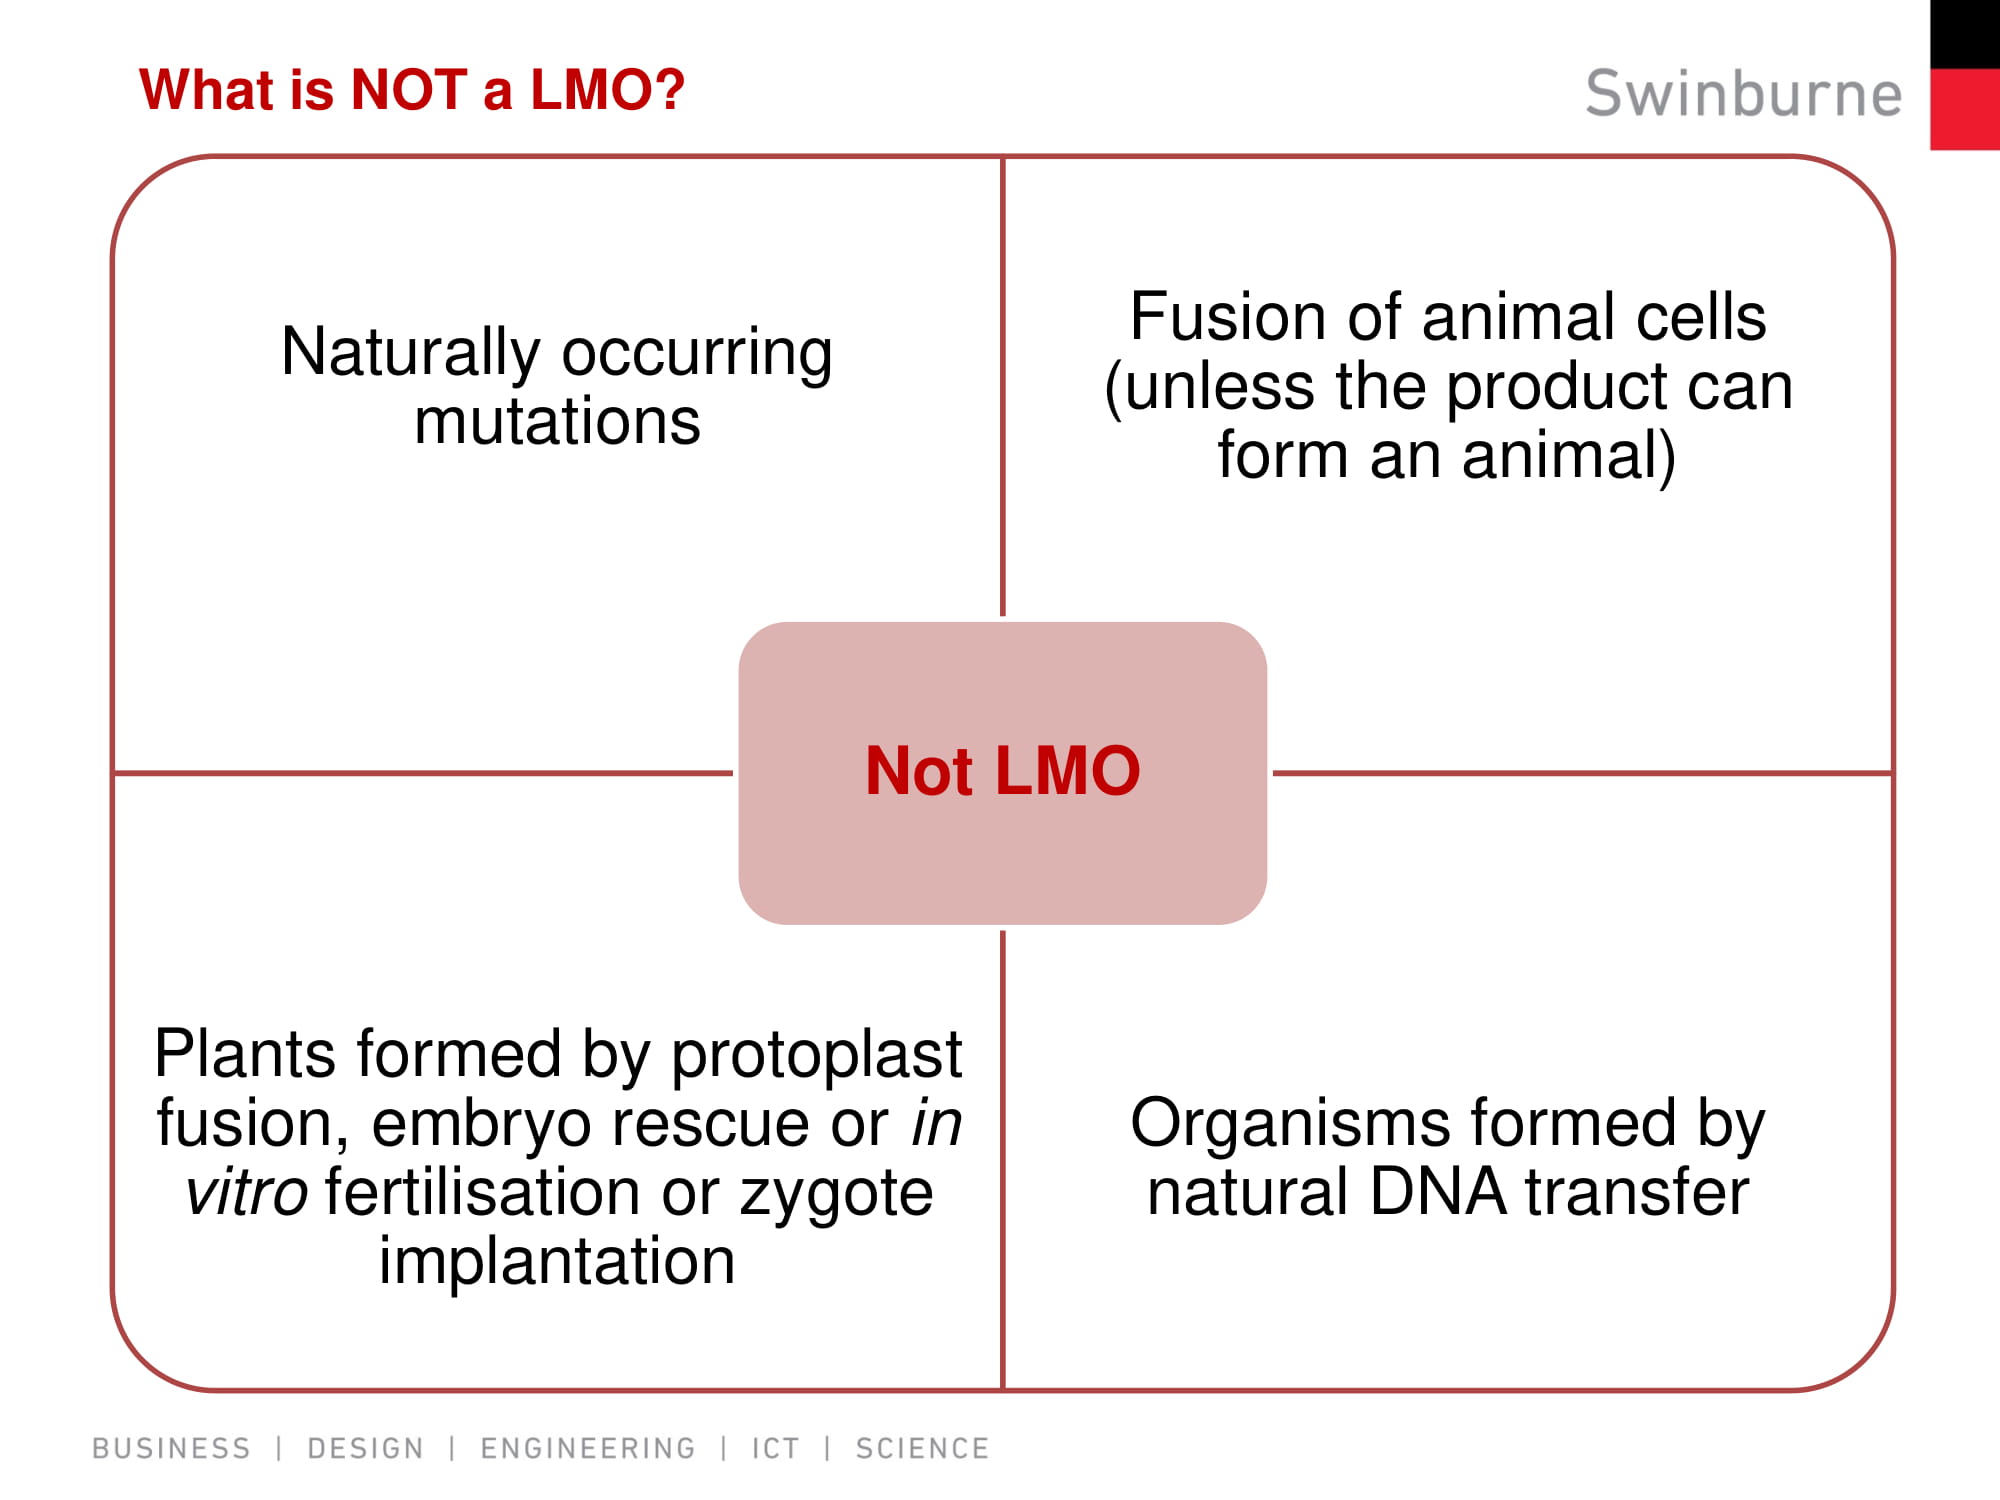 What is NOT a LMO?
Swinburne
Naturally occurring
mutations
Fusion of animal cells
(unless the product can
form an animal)
Not LMO
Plants formed by protoplast
fusion, embryo rescue or in
vitro fertilisation or zygote
implantation
Organisms formed by
natural DNA transfer
BUSINESS | DESIGN | ENGINEERING | ICT | SCIENCE